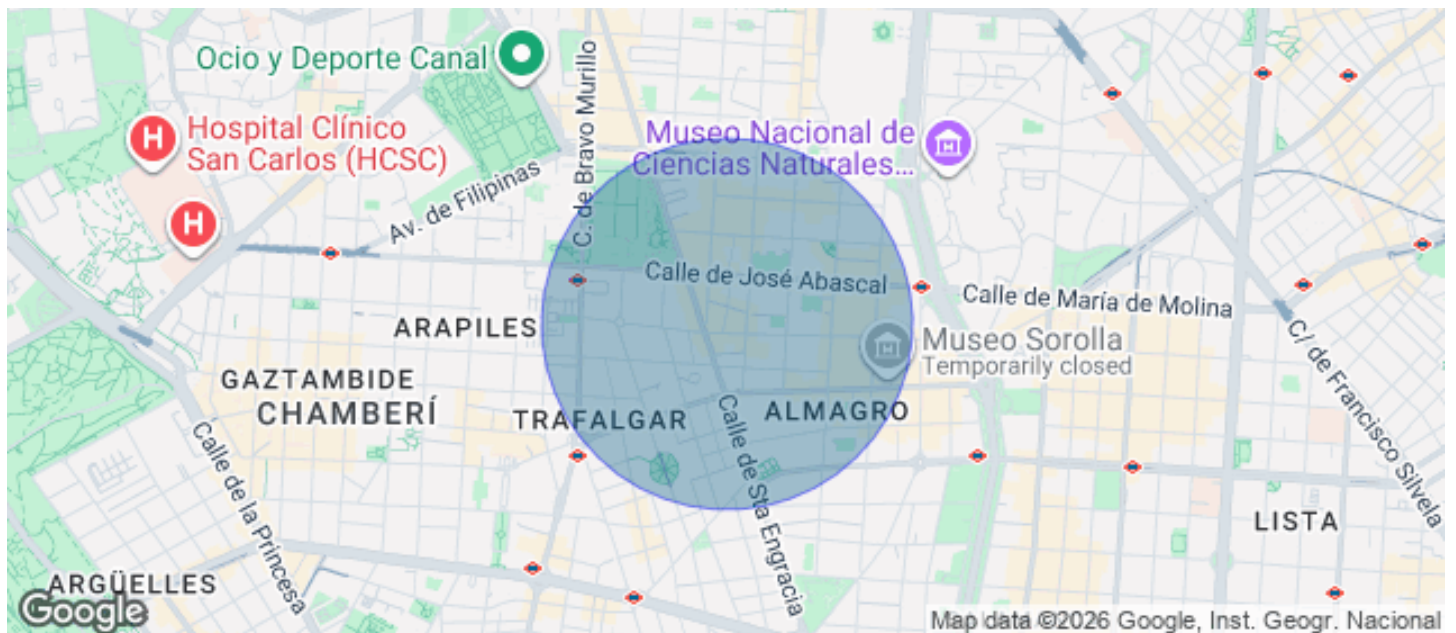 Ocio y Deporte Canal
C. de Bravo Murillo
Hospital Clínico
San Carlos (HCSC)
H
H
Museo Nacional de
Ciencias Naturales...
Av. de Filipinas
Calle de José Abascal
Calle de María de Molina
ARAPILES
Museo Sorolla
Temporarily closed
GAZTAMBIDE
CHAMBERÍ
TRAFALGAR
ALMAGRO
Calle de la Princesa
Calle de Sta Engracia
C/ de Francisco Silvela
LISTA
ARGÜELLES
Google
Map data ©2026 Google, Inst. Geogr. Nacional